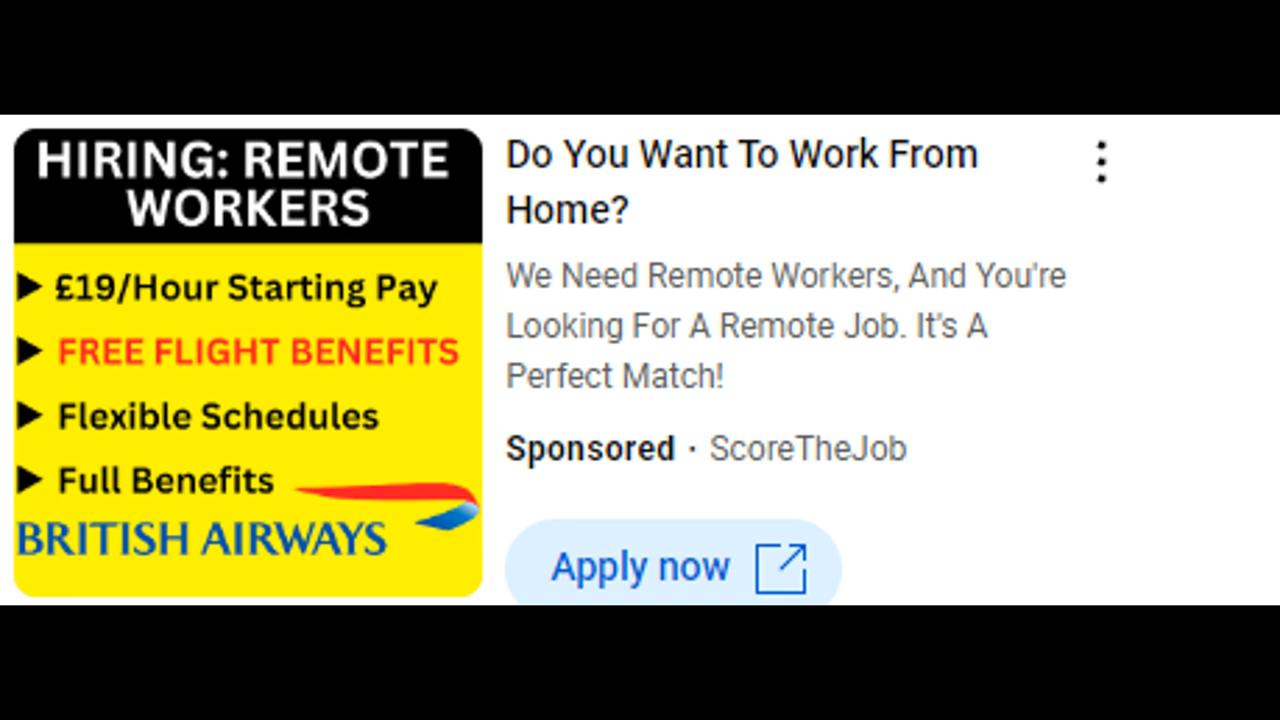 HIRING: REMOTE
WORKERS
▶ £19/Hour Starting Pay
▶ FREE FLIGHT BENEFITS
▶ Flexible Schedules
▶ Full Benefits
BRITISH AIRWAYS
Do You Want To Work From
Home?
We Need Remote Workers, And You're
Looking For A Remote Job. It's A
Perfect Match!
Sponsored · ScoreTheJob
Apply now